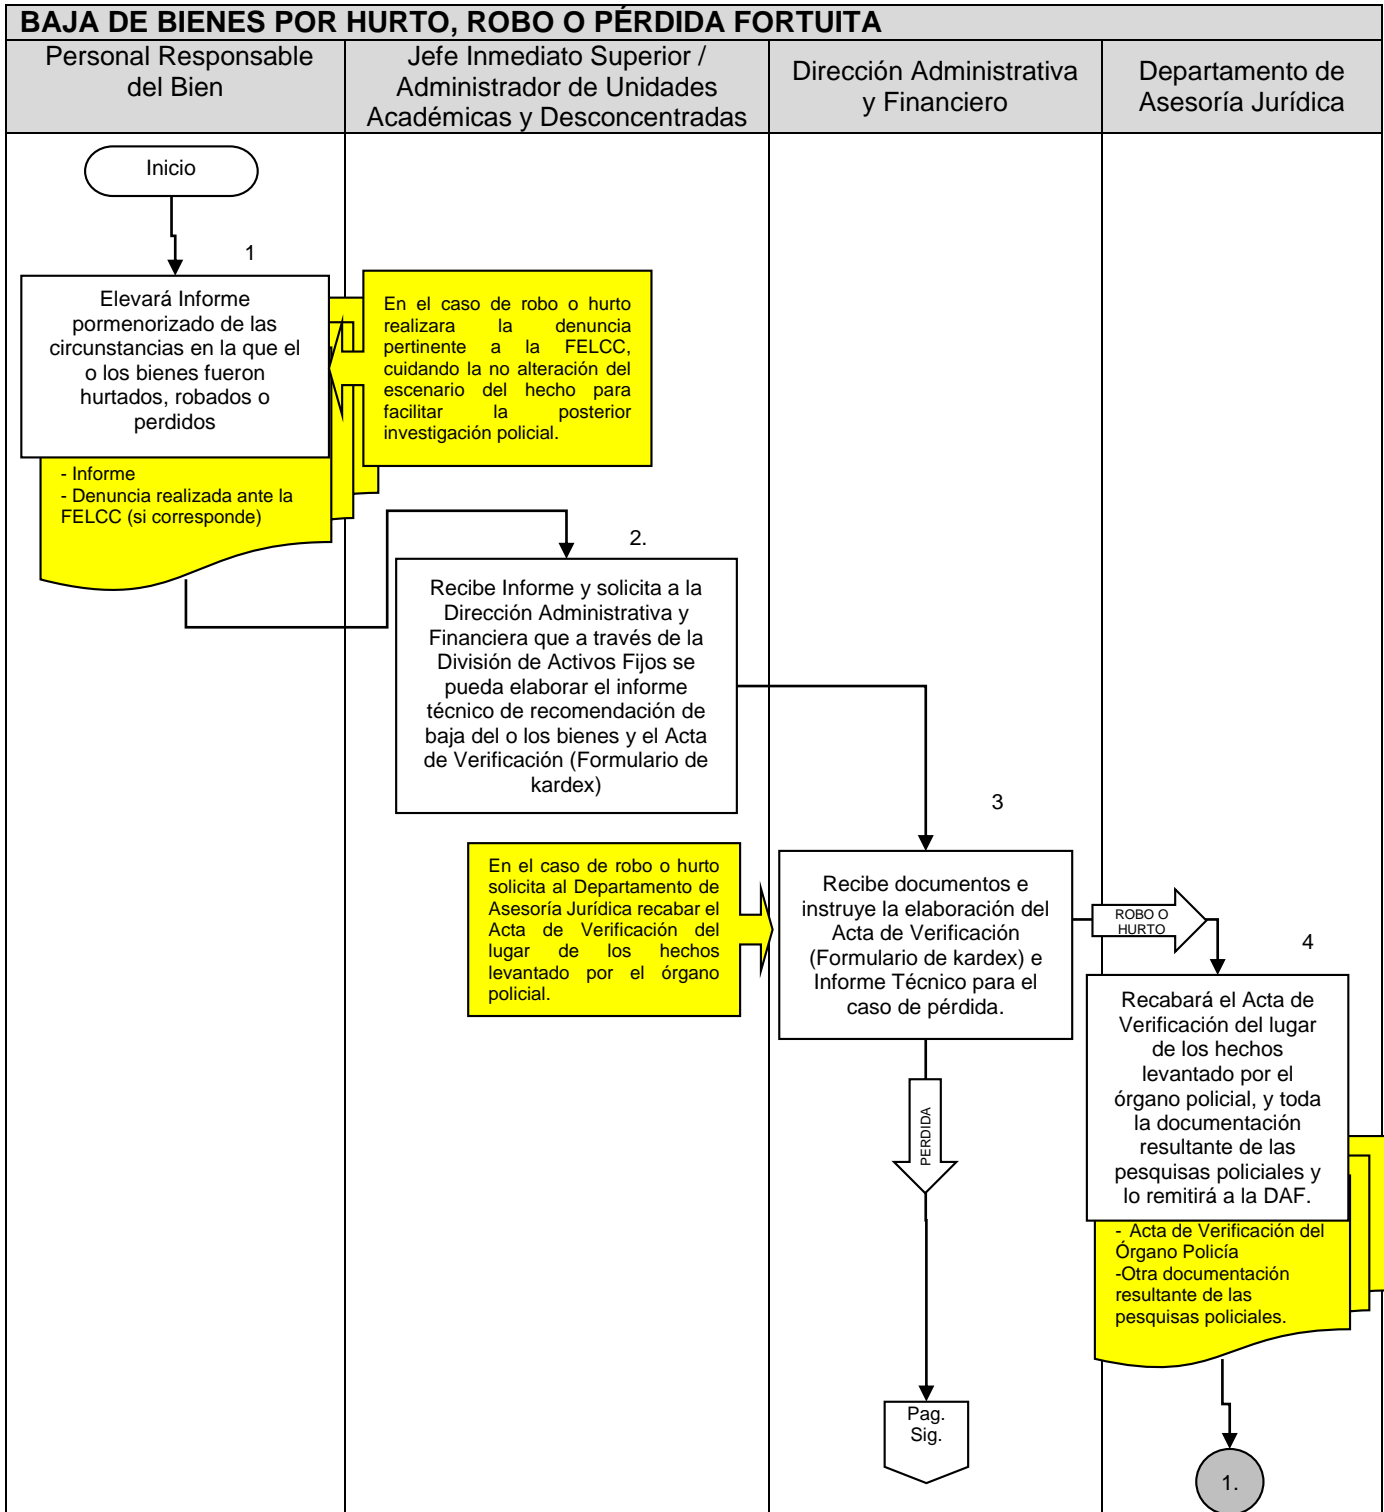 BAJA DE BIENES POR HURTO, ROBO O PÉRDIDA FORTUITA
Personal Responsable
del Bien
Jefe Inmediato Superior /
Administrador de Unidades
Académicas y Desconcentradas
Dirección Administrativa
y Financiero
Departamento de
Asesoría Jurídica
Inicio
1
Elevará Informe
pormenorizado de las
circunstancias en la que el
o los bienes fueron
hurtados, robados o
perdidos
En el caso de robo o hurto
realizara la denuncia
pertinente a la FELCC,
cuidando la no alteración del
escenario del hecho para
facilitar la posterior
investigación policial.
- Informe
- Denuncia realizada ante la
FELCC (si corresponde)
2.
Recibe Informe y solicita a la
Dirección Administrativa y
Financiera que a través de la
División de Activos Fijos se
pueda elaborar el informe
técnico de recomendación de
baja del o los bienes y el Acta
de Verificación (Formulario de
kardex)
3
En el caso de robo o hurto
solicita al Departamento de
Asesoría Jurídica recabar el
Acta de Verificación del
lugar de los hechos
levantado por el órgano
policial.
Recibe documentos e
instruye la elaboración del
Acta de Verificación
(Formulario de kardex) e
Informe Técnico para el
caso de pérdida.
ROBO O
HURTO
4
Recabará el Acta de
Verificación del lugar
de los hechos
levantado por el
órgano policial, y toda
la documentación
resultante de las
pesquisas policiales y
lo remitirá a la DAF.
PERDIDA
- Acta de Verificación del
Órgano Policía
-Otra documentación
resultante de las
pesquisas policiales.
Pag.
Sig.
1.